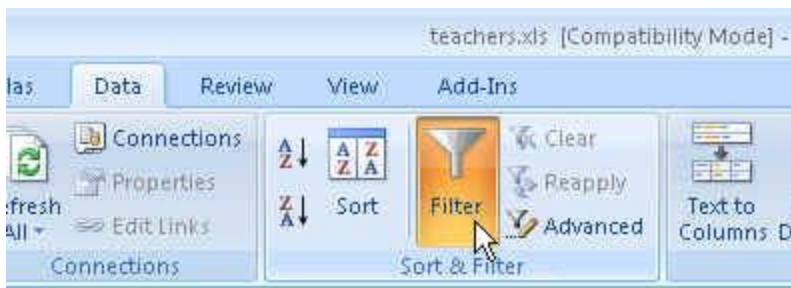 teachers.xls [Compatibility Mode] -
las Data Review View Add-Ins
Connections
Properties
Edit Links
fresh
All
Connections
A
Z
Z
A
A Z
Z A
Sort
Filter
Clear
Reapply
Advanced
Sort & Filter
Text to
Columns D